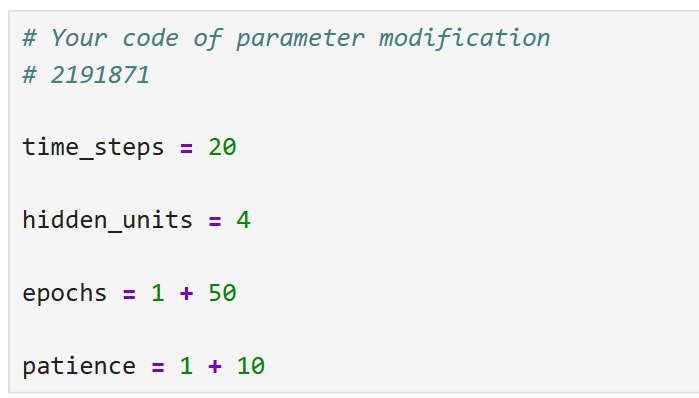 # Your code of parameter modification
# 2191871
time_steps = 20
hidden_units = 4
epochs = 1 + 50
patience = 1 + 10